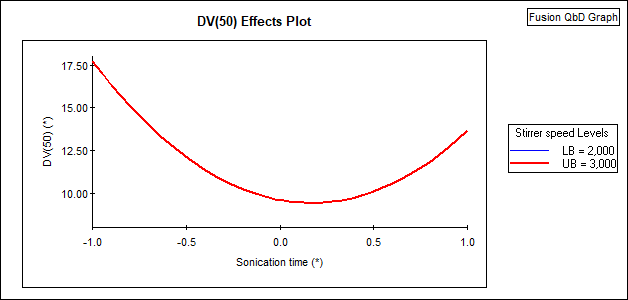 DV(50) Effects Plot
Fusion QbD Graph
17.50
15.00
12.50
10.00
DV(50) (*)
-1.0 -0.5 0.0 0.5 1.0
Sonication time (*)
Stirrer speed Levels
LB = 2,000
UB = 3,000